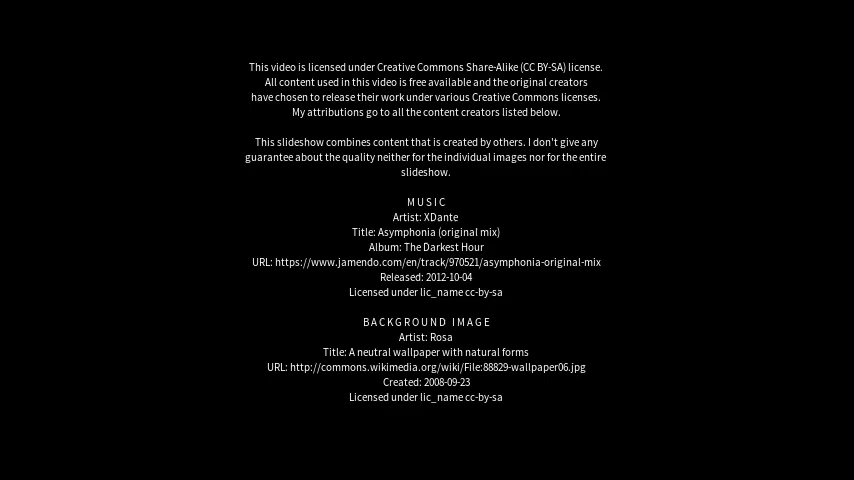 This video is licensed under Creative Commons Share-Alike (CC BY-SA) license.
All content used in this video is free available and the original creators
have chosen to release their work under various Creative Commons licenses.
My attributions go to all the content creators listed below.
This slideshow combines content that is created by others. I don't give any
guarantee about the quality neither for the individual images nor for the entire
slideshow.
MUSIC
Artist: XDante
Title: Asymphonia (original mix)
Album: The Darkest Hour
URL: https://www.jamendo.com/en/track/970521/asymphonia-original-mix
Released: 2012-10-04
Licensed under lic_name cc-by-sa
BACKGROUND IMAGE
Artist: Rosa
Title: A neutral wallpaper with natural forms
URL: http://commons.wikimedia.org/wiki/File:88829-wallpaper06.jpg
Created: 2008-09-23
Licensed under lic_name cc-by-sa